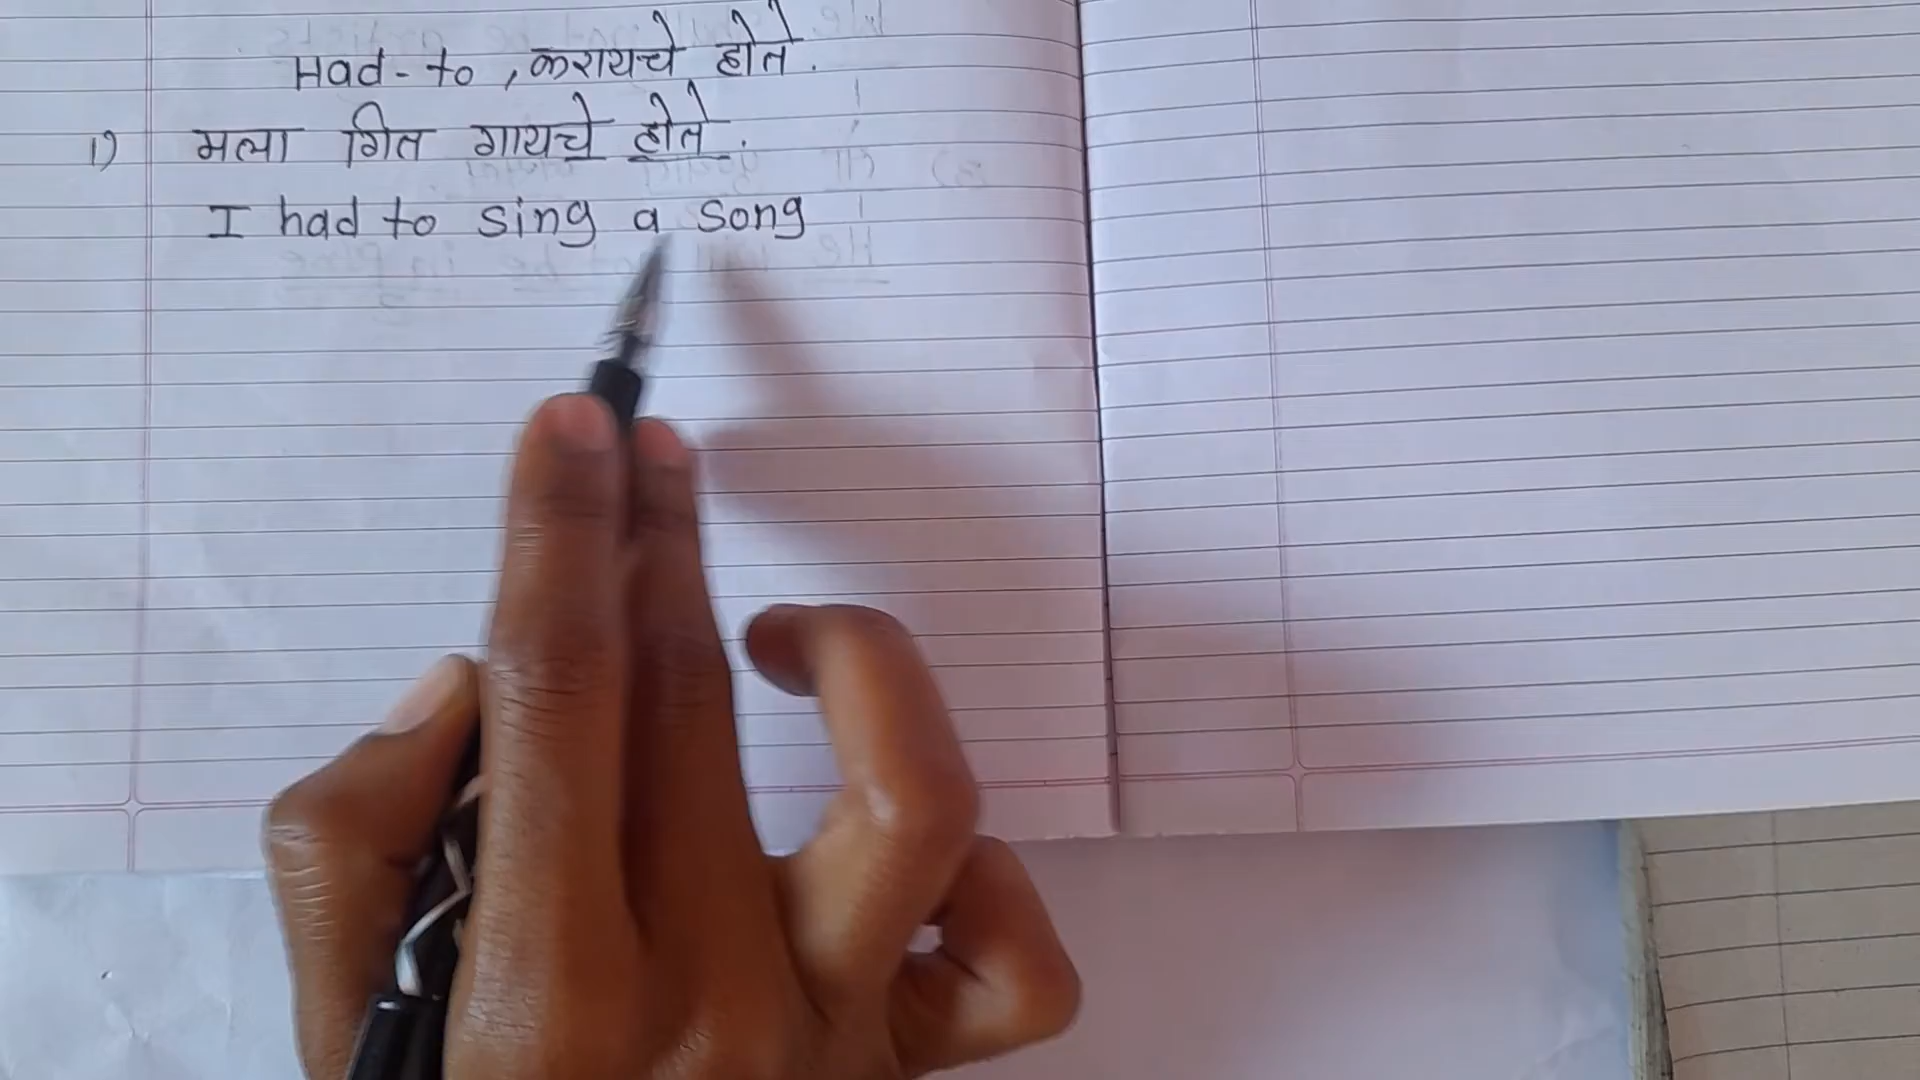 Had - to , करायचे होते .
1) मला गित गायचे होते .
I had to sing a song